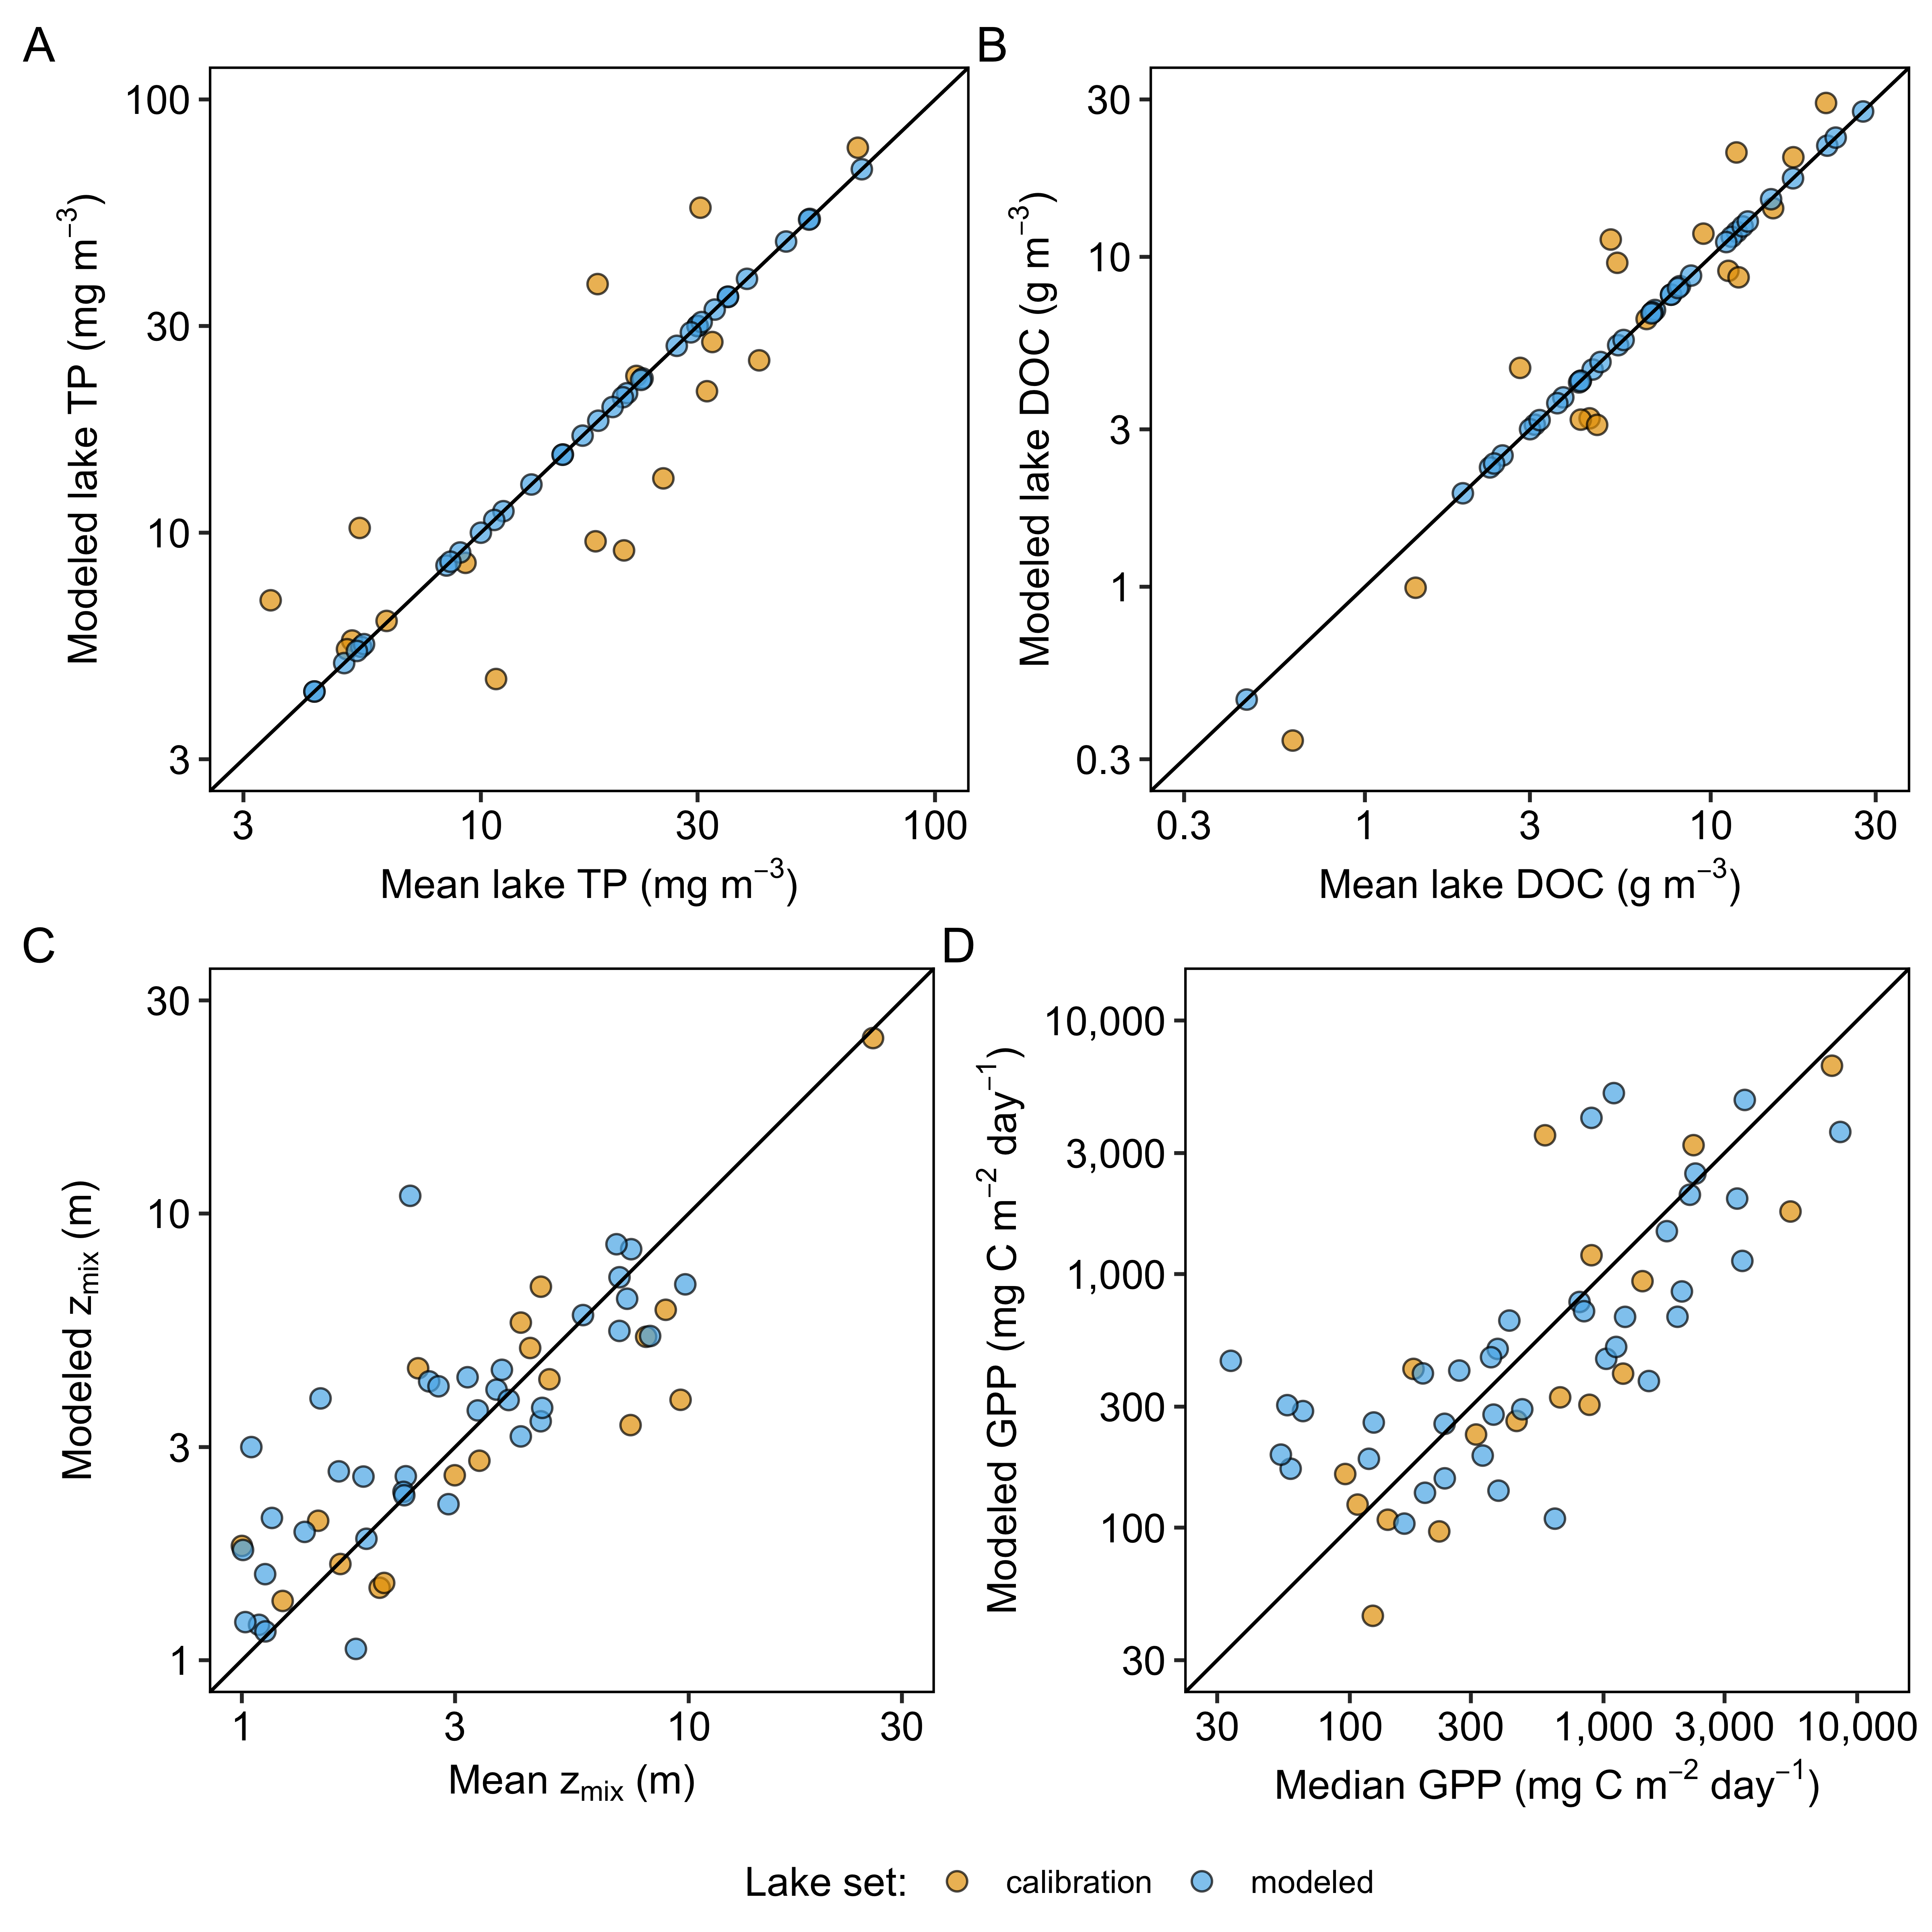 A
100
30
10
3
Modeled lake TP (mg m⁻³)
3 10 30 100
Mean lake TP (mg m⁻³)
B
30
10
3
1
0.3
Modeled lake DOC (g m⁻³)
0.3 1 3 10 30
Mean lake DOC (g m⁻³)
C
30
10
3
1
Modeled zmix (m)
1 3 10 30
Mean zmix (m)
D
10,000
3,000
1,000
300
100
30
Modeled GPP (mg C m⁻² day⁻¹)
30 100 300 1,000 3,000 10,000
Median GPP (mg C m⁻² day⁻¹)
Lake set: calibration modeled